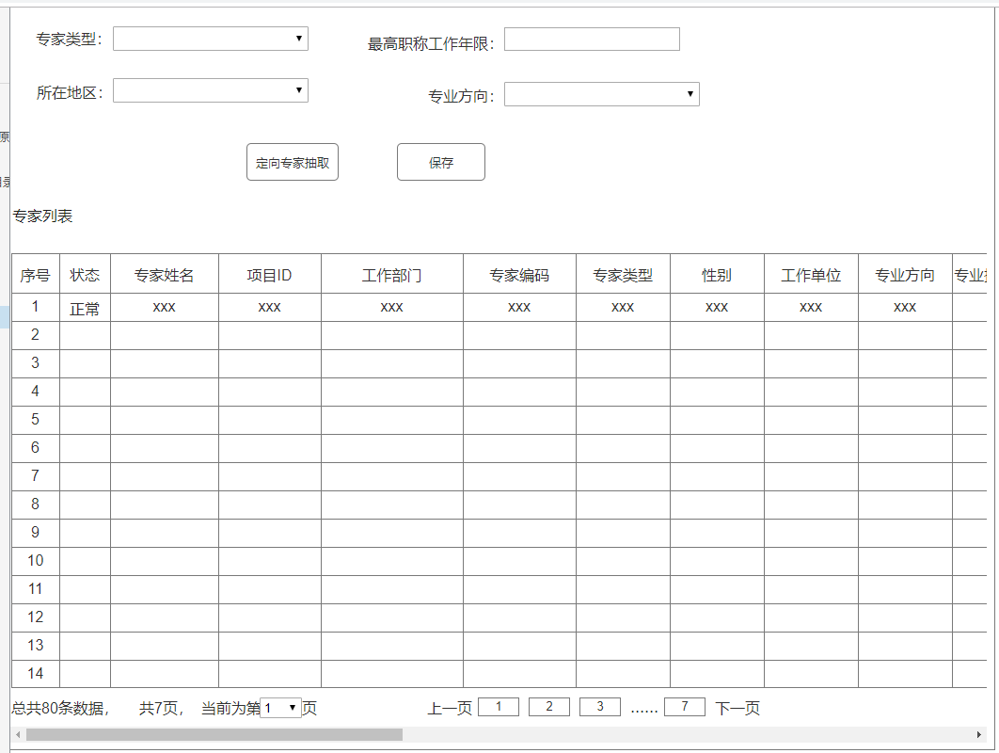 专家类型：
最高职称工作年限：
所在地区：
专业方向：
定向专家抽取 保存
专家列表
序号 状态 专家姓名 项目ID 工作部门 专家编码 专家类型 性别 工作单位 专业方向 专业
1 正常 xxx xxx xxx xxx xxx xxx xxx xxx
2
3
4
5
6
7
8
9
10
11
12
13
14
总共80条数据， 共7页， 当前为第1页 上一页 1 2 3 …… 7 下一页